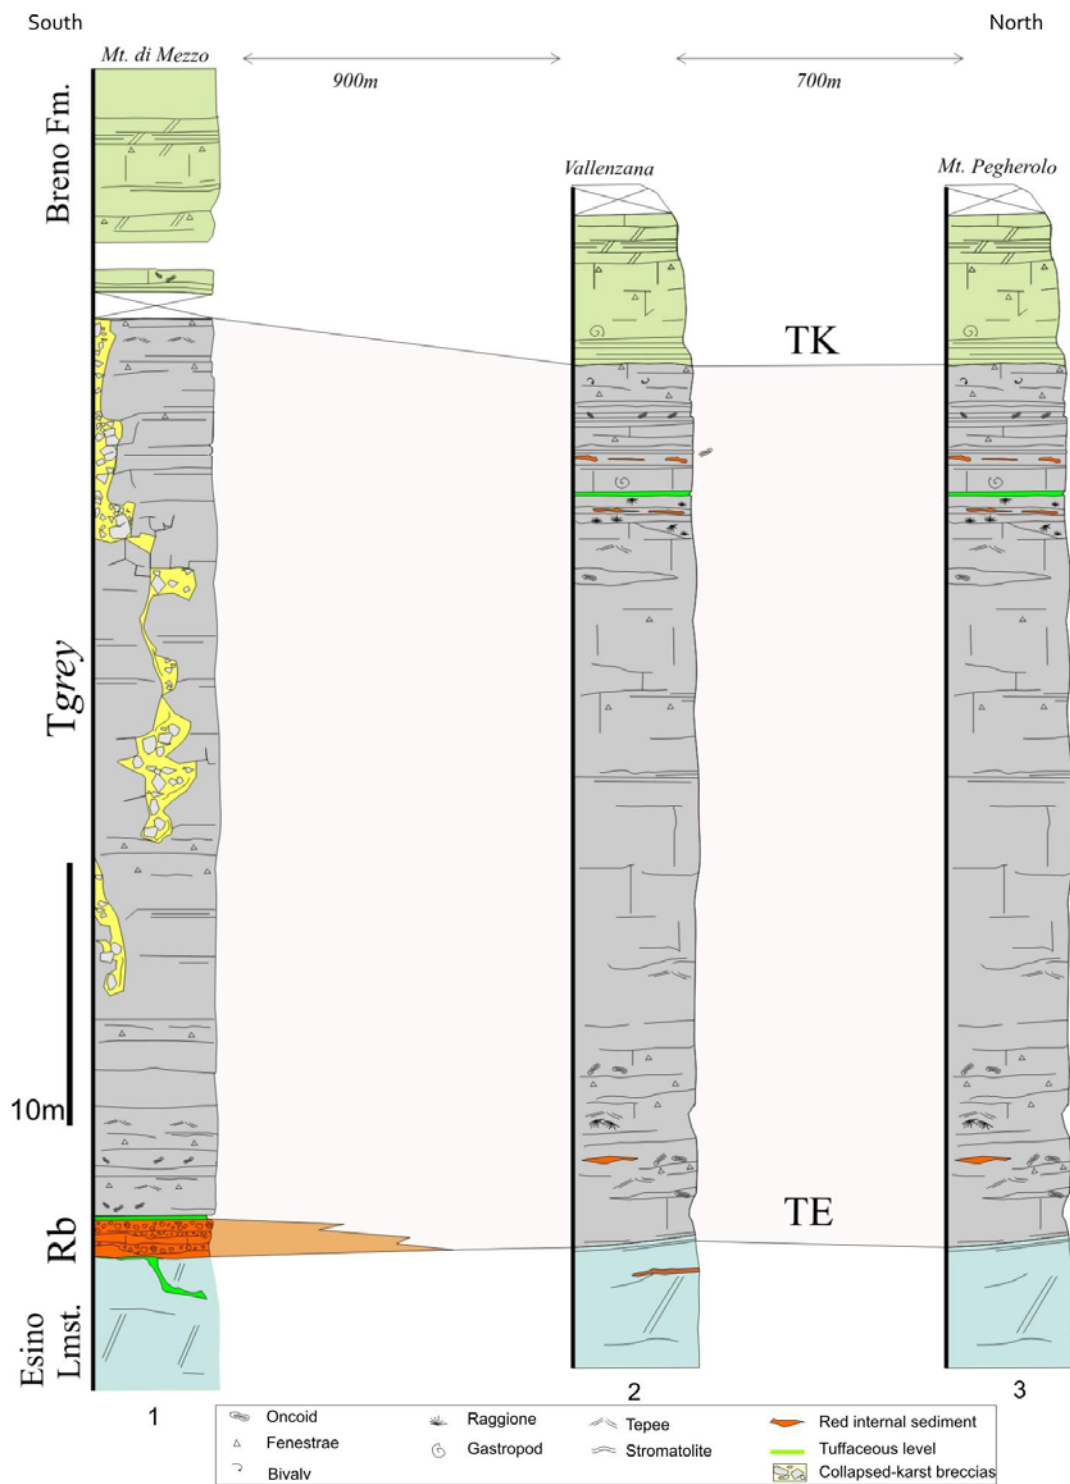 South
North
Mt. di Mezzo
900m
700m
Vallenzana
Mt. Pegherolo
Breno Fm.
TK
Tgrey
10m
Rb
TE
Esino
Lmst.
1
2
3
Oncoid
Fenestrae
Bivalv
Raggione
Gastropod
Tepee
Stromatolite
Red internal sediment
Tuffaceous level
Collapsed-karst breccias